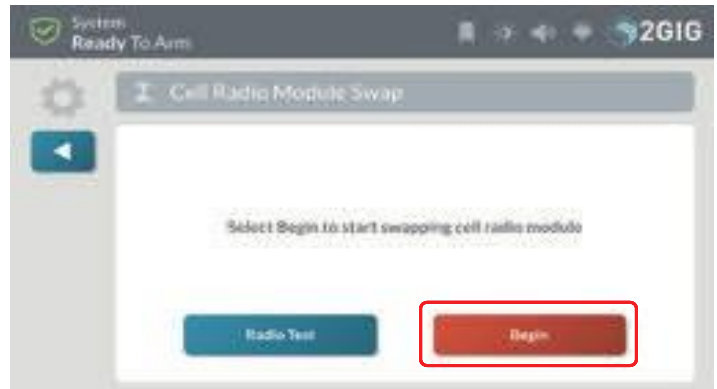 System
Ready To Arm
2GIG
Cell Radio Module Swap
Select Begin to start swapping cell radio module
Radio Test
Begin